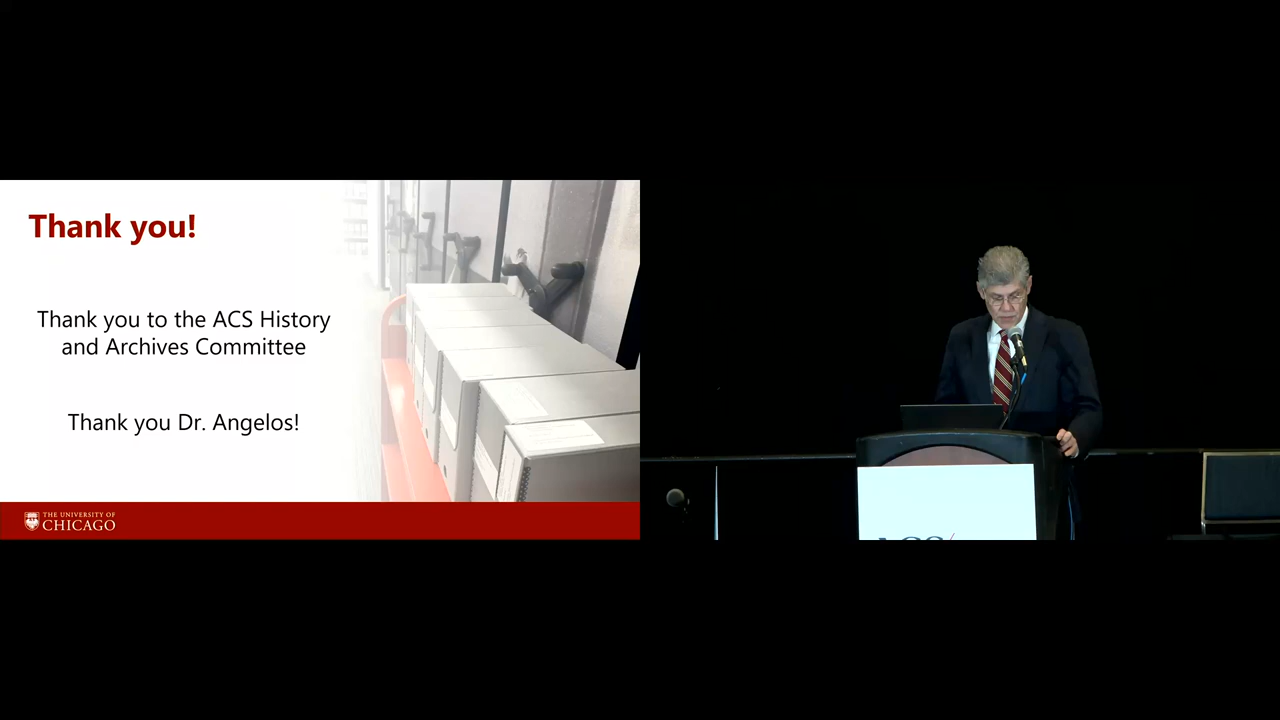 Thank you!
Thank you to the ACS History
and Archives Committee
Thank you Dr. Angelos!
THE UNIVERSITY OF
CHICAGO